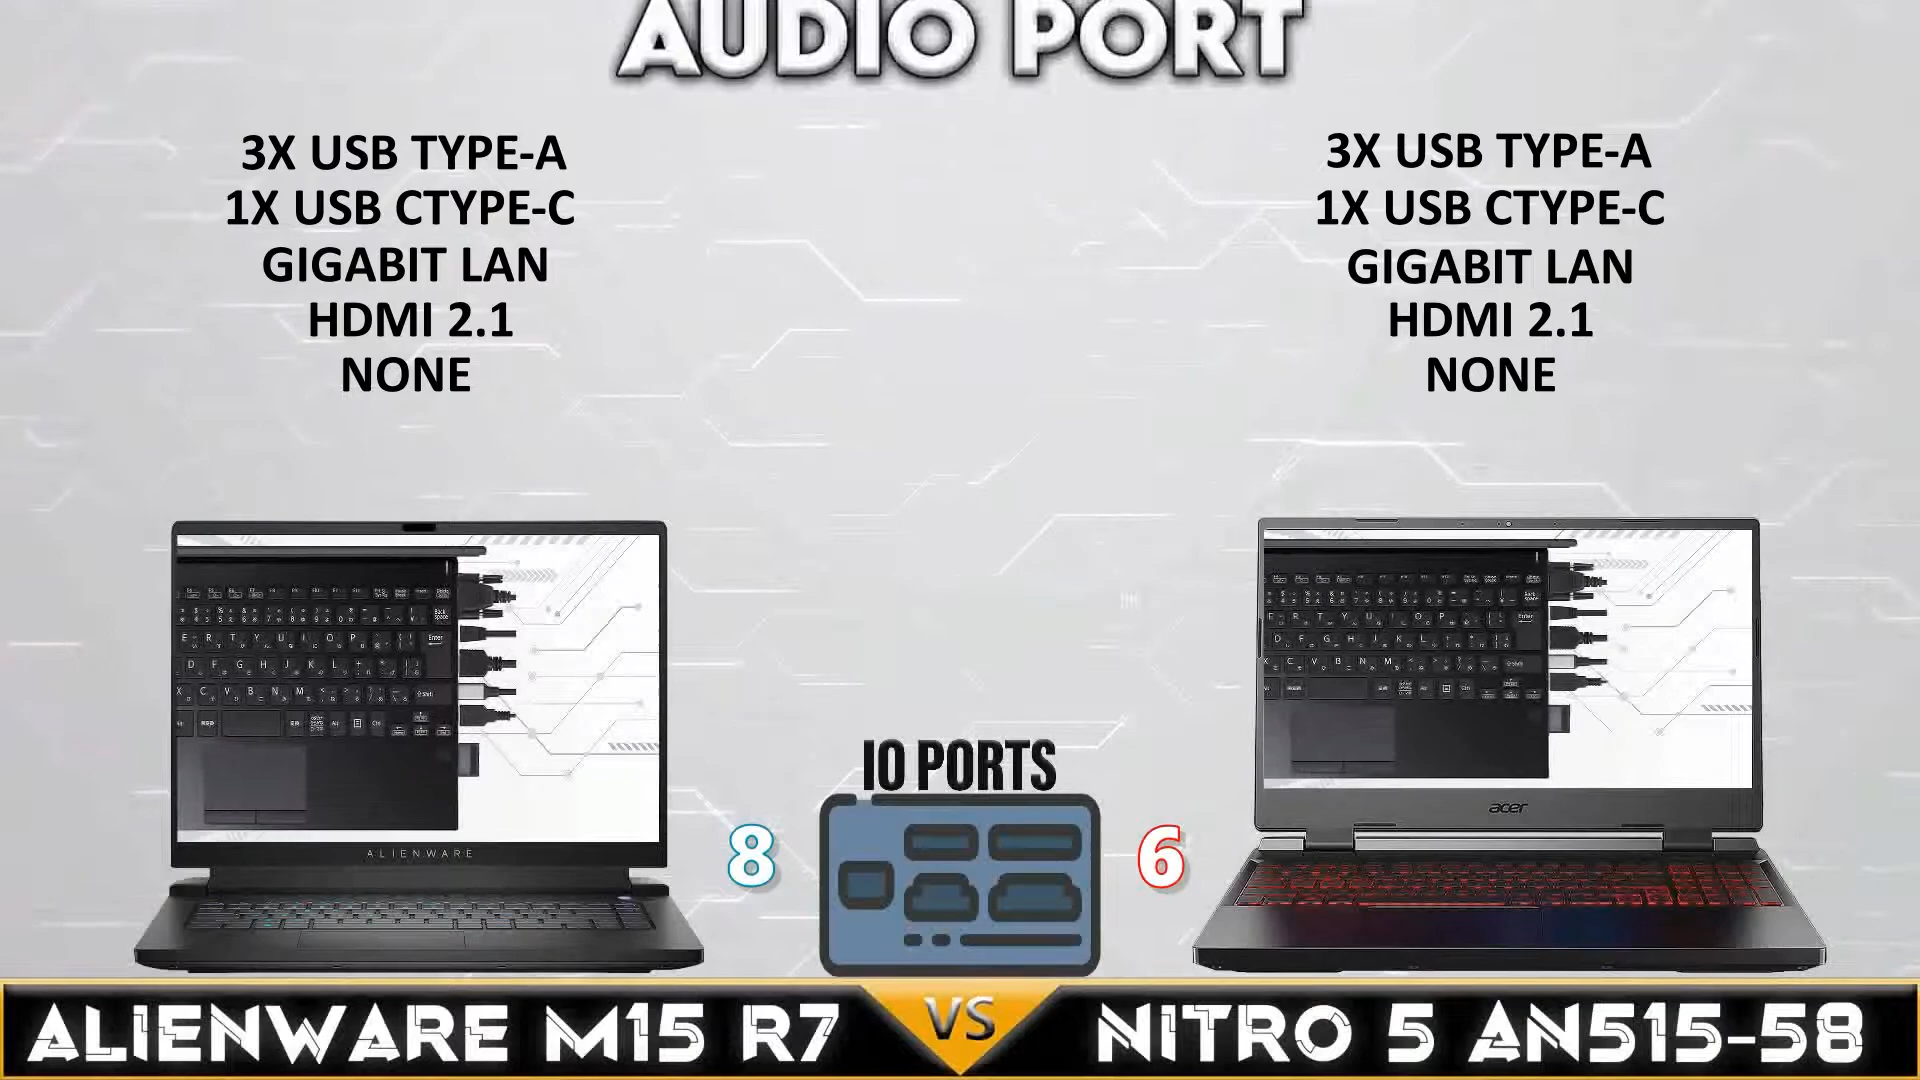 AUDIO PORT
3X USB TYPE-A
1X USB CTYPE-C
GIGABIT LAN
HDMI 2.1
NONE
3X USB TYPE-A
1X USB CTYPE-C
GIGABIT LAN
HDMI 2.1
NONE
IO PORTS
8
6
ALIENWARE
acer
ALIENWARE M15 R7
VS
NITRO 5 AN515-58